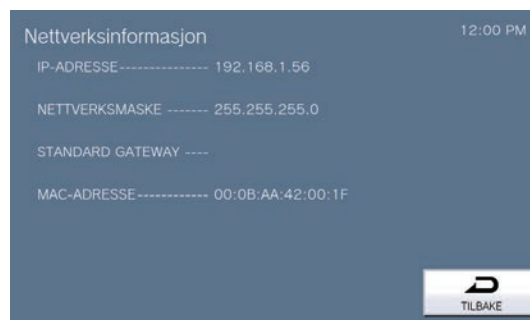 Nettverksinformasjon 12:00 PM
IP-ADRESSE--------------- 192.168.1.56
NETTVERKSMASKE ------- 255.255.255.0
STANDARD GATEWAY ----
MAC-ADRESSE------------ 00:0B:AA:42:00:1F
TILBAKE